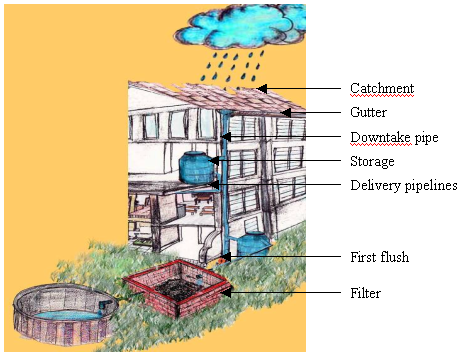 Catchment
Gutter
Downtake pipe
Storage
Delivery pipelines
First flush
Filter